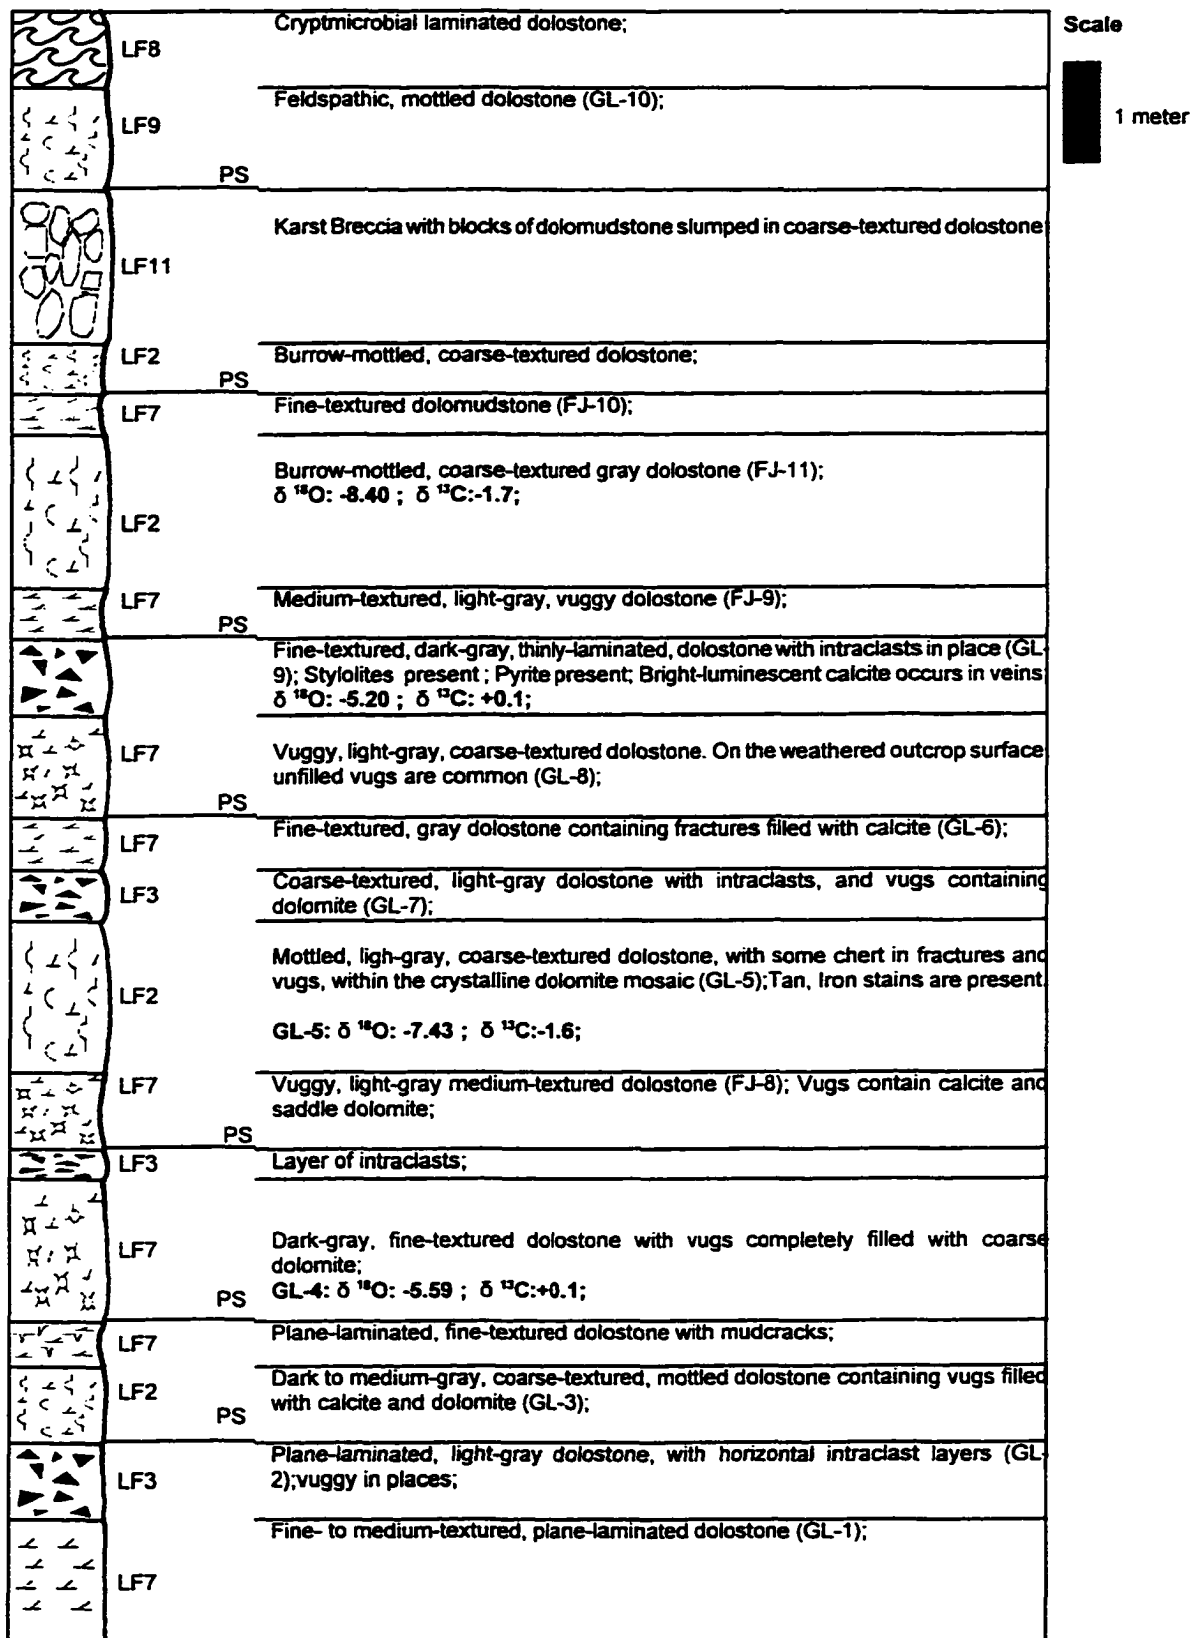 Cryptmicrobial laminated dolostone;
Scale
LF8
1 meter
Feldspathic, mottled dolostone (GL-10);
LF9
PS
Karst Breccia with blocks of dolomudstone slumped in coarse-textured dolostone
LF11
LF2
Burrow-mottled, coarse-textured dolostone;
PS
LF7
Fine-textured dolomudstone (FJ-10);
Burrow-mottled, coarse-textured gray dolostone (FJ-11);
δ ¹⁸O: -8.40 ; δ ¹³C:-1.7;
LF2
LF7
Medium-textured, light-gray, vuggy dolostone (FJ-9);
PS
Fine-textured, dark-gray, thinly-laminated, dolostone with intraclasts in place (GL-
9); Stylolites present ; Pyrite present; Bright-luminescent calcite occurs in veins
δ ¹⁸O: -5.20 ; δ ¹³C: +0.1;
LF7
Vuggy, light-gray, coarse-textured dolostone. On the weathered outcrop surface
unfilled vugs are common (GL-8);
PS
LF7
Fine-textured, gray dolostone containing fractures filled with calcite (GL-6);
LF3
Coarse-textured, light-gray dolostone with intraclasts, and vugs containing
dolomite (GL-7);
Mottled, ligh-gray, coarse-textured dolostone, with some chert in fractures and
vugs, within the crystalline dolomite mosaic (GL-5);Tan, Iron stains are present.
LF2
GL-5: δ ¹⁸O: -7.43 ; δ ¹³C:-1.6;
LF7
Vuggy, light-gray medium-textured dolostone (FJ-8); Vugs contain calcite and
saddle dolomite;
PS
LF3
Layer of intraclasts;
LF7
Dark-gray, fine-textured dolostone with vugs completely filled with coarse
dolomite;
GL-4: δ ¹⁸O: -5.59 ; δ ¹³C:+0.1;
PS
LF7
Plane-laminated, fine-textured dolostone with mudcracks;
LF2
Dark to medium-gray, coarse-textured, mottled dolostone containing vugs filled
with calcite and dolomite (GL-3);
PS
LF3
Plane-laminated, light-gray dolostone, with horizontal intraclast layers (GL-
2);vuggy in places;
Fine- to medium-textured, plane-laminated dolostone (GL-1);
LF7